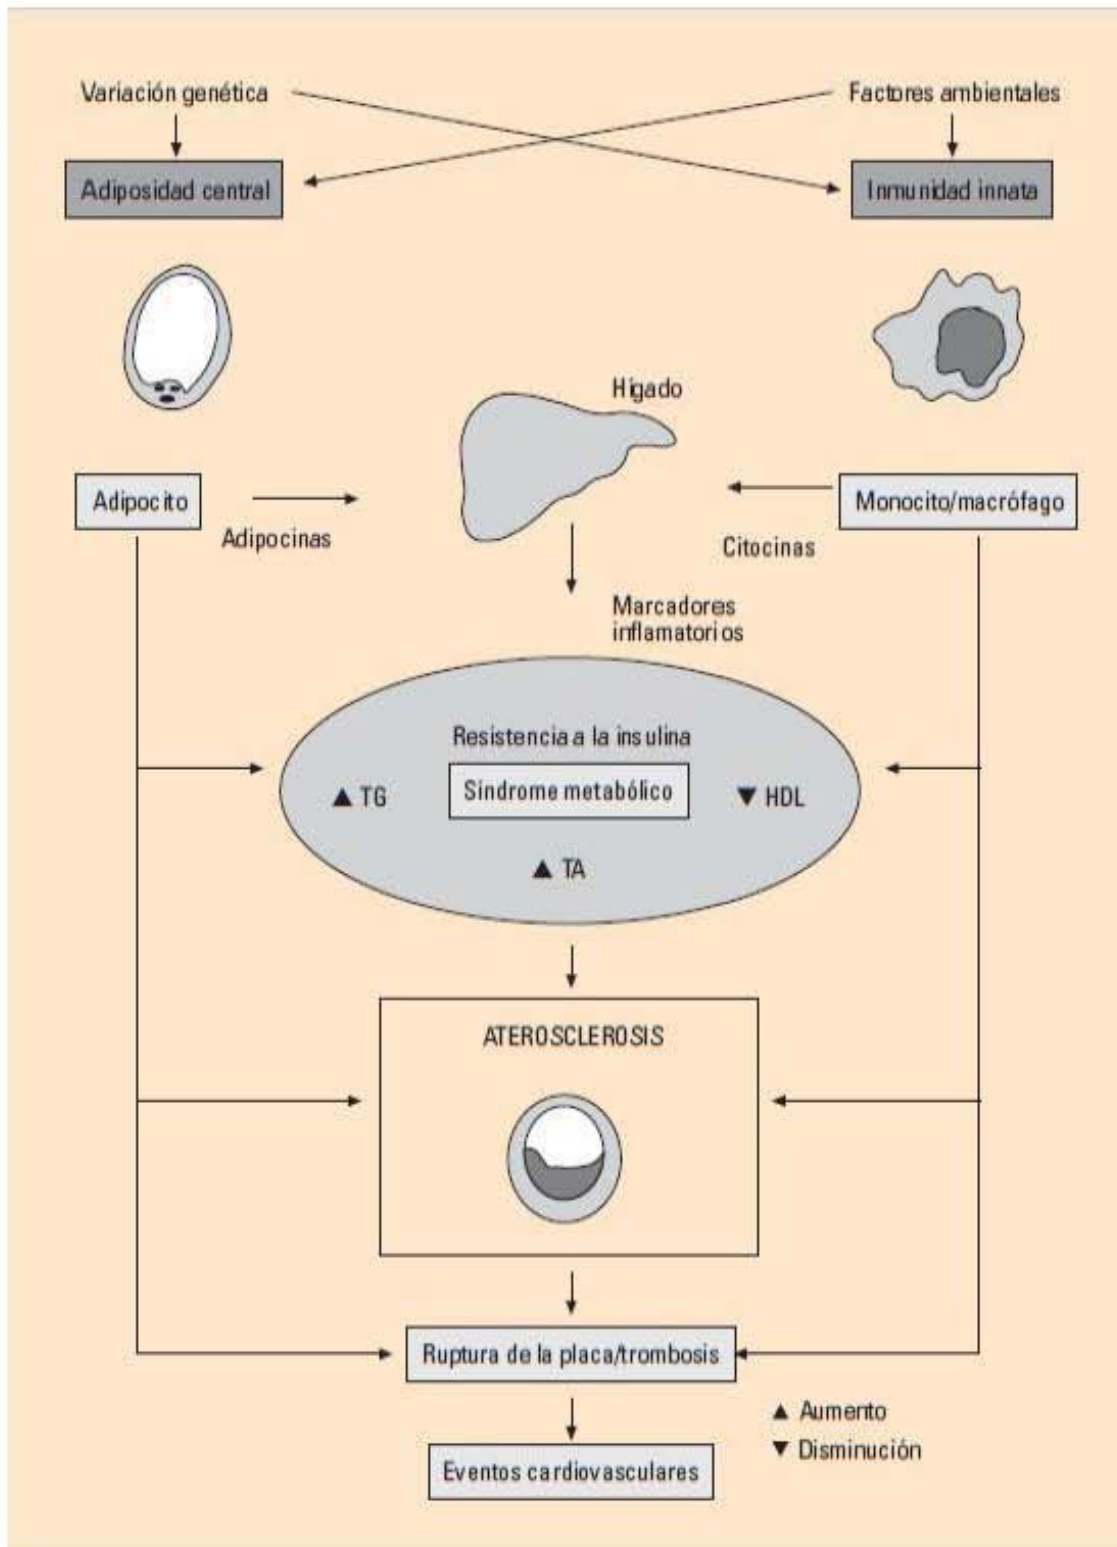 Variación genética
Factores ambientales
Adiposidad central
Inmunidad innata
Hígado
Adipocito
Monocito/macrófago
Adipocinas
Citocinas
Marcadores
inflamatorios
Resistencia a la insulina
▲ TG
Síndrome metabólico
▼ HDL
▲ TA
ATEROSCLEROSIS
Ruptura de la placa/trombosis
▲ Aumento
▼ Disminución
Eventos cardiovasculares